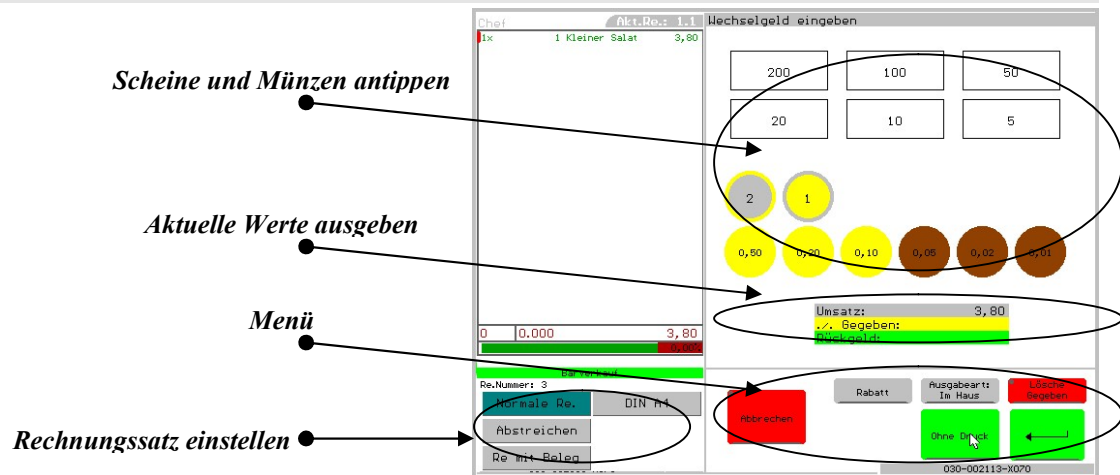 Scheine und Münzen antippen
Aktuelle Werte ausgeben
Menü
Rechnungssatz einstellen
Chef Akt.Re.: 1.1
1x 1 Kleiner Salat 3,80
0 0.000 3,80
0,00%
Barverkauf
Re.Nummer: 3
Normale Re. DIN A4
Abstreichen
Re mit Beleg
Wechselgeld eingeben
200 100 50
20 10 5
2 1
0,50 0,20 0,10 0,05 0,02 0,01
Umsatz: 3,80
./. Gegeben:
Rückgeld:
Abbrechen
Rabatt
Ausgabeart:
Im Haus
Lösche
Gegeben
Ohne Druck
030-002113-X070